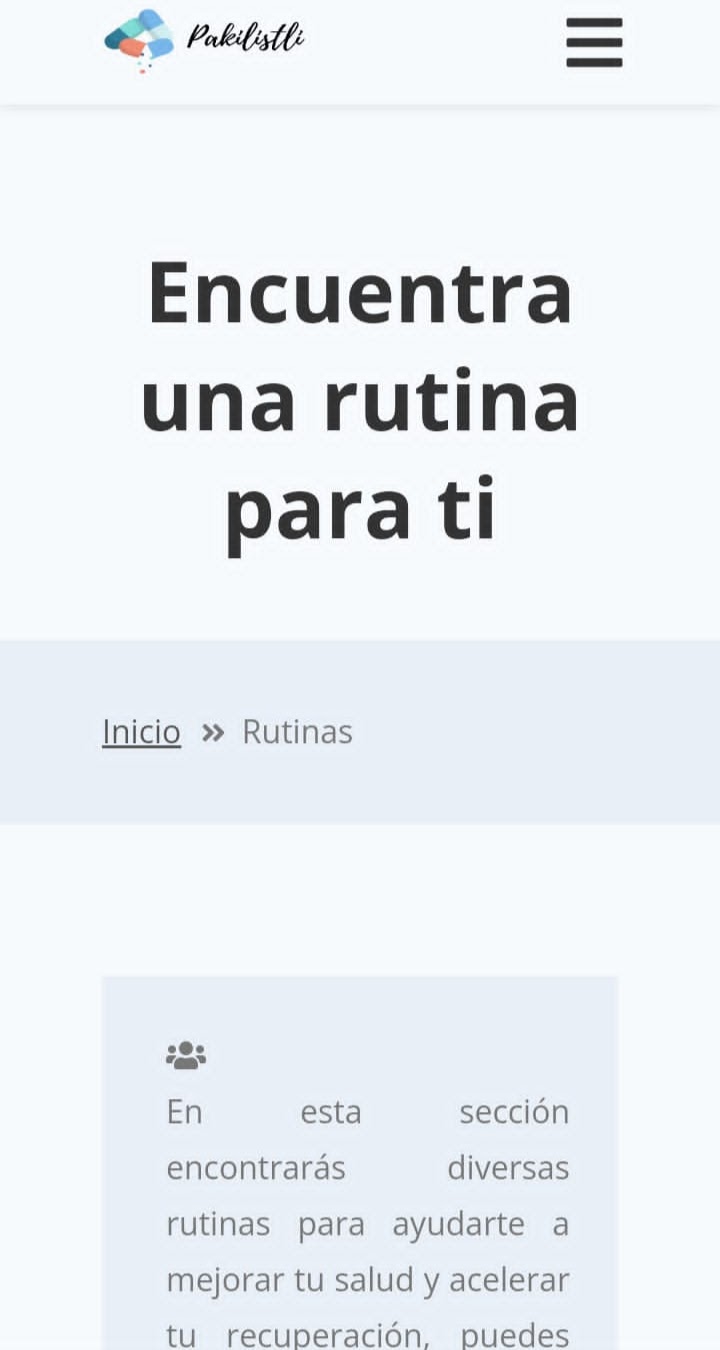 Pakilistli
Encuentra
una rutina
para ti
Inicio » Rutinas
En esta sección
encontrarás diversas
rutinas para ayudarte a
mejorar tu salud y acelerar
tu recuperación, puedes